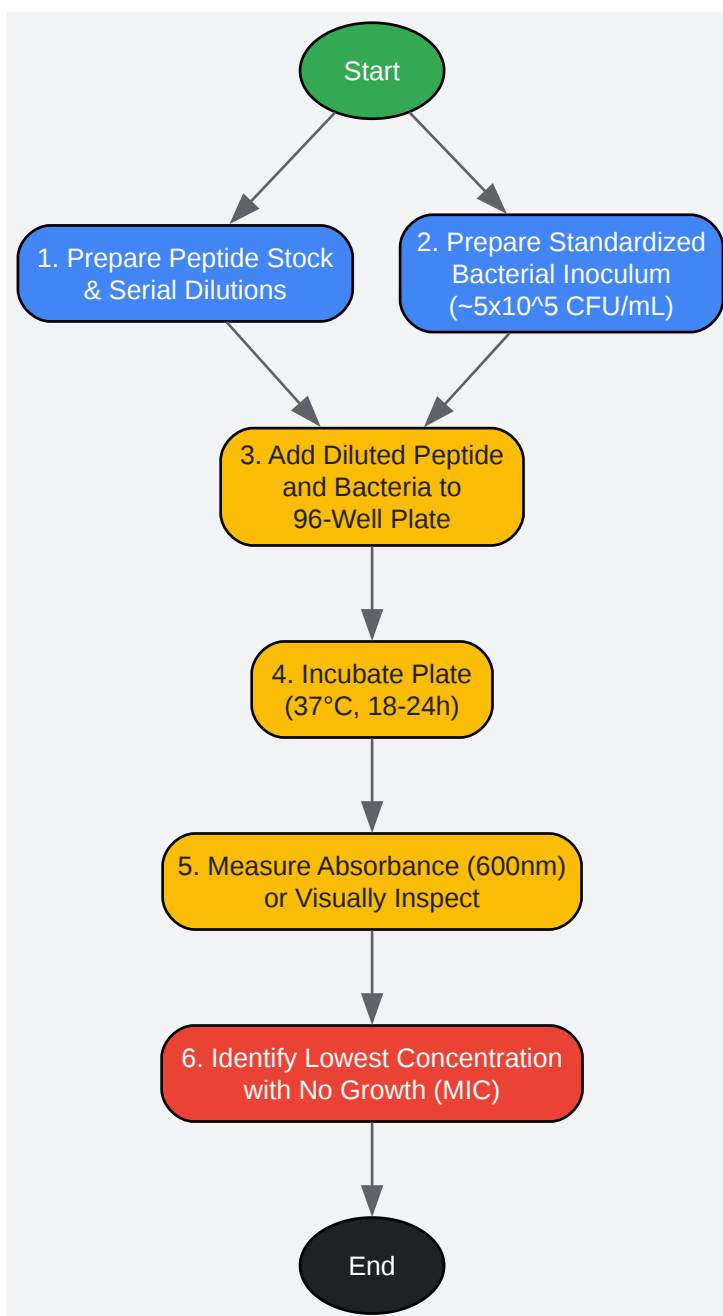 Start
1. Prepare Peptide Stock
& Serial Dilutions
2. Prepare Standardized
Bacterial Inoculum
(~5x10^5 CFU/mL)
3. Add Diluted Peptide
and Bacteria to
96-Well Plate
4. Incubate Plate
(37°C, 18-24h)
5. Measure Absorbance (600nm)
or Visually Inspect
6. Identify Lowest Concentration
with No Growth (MIC)
End